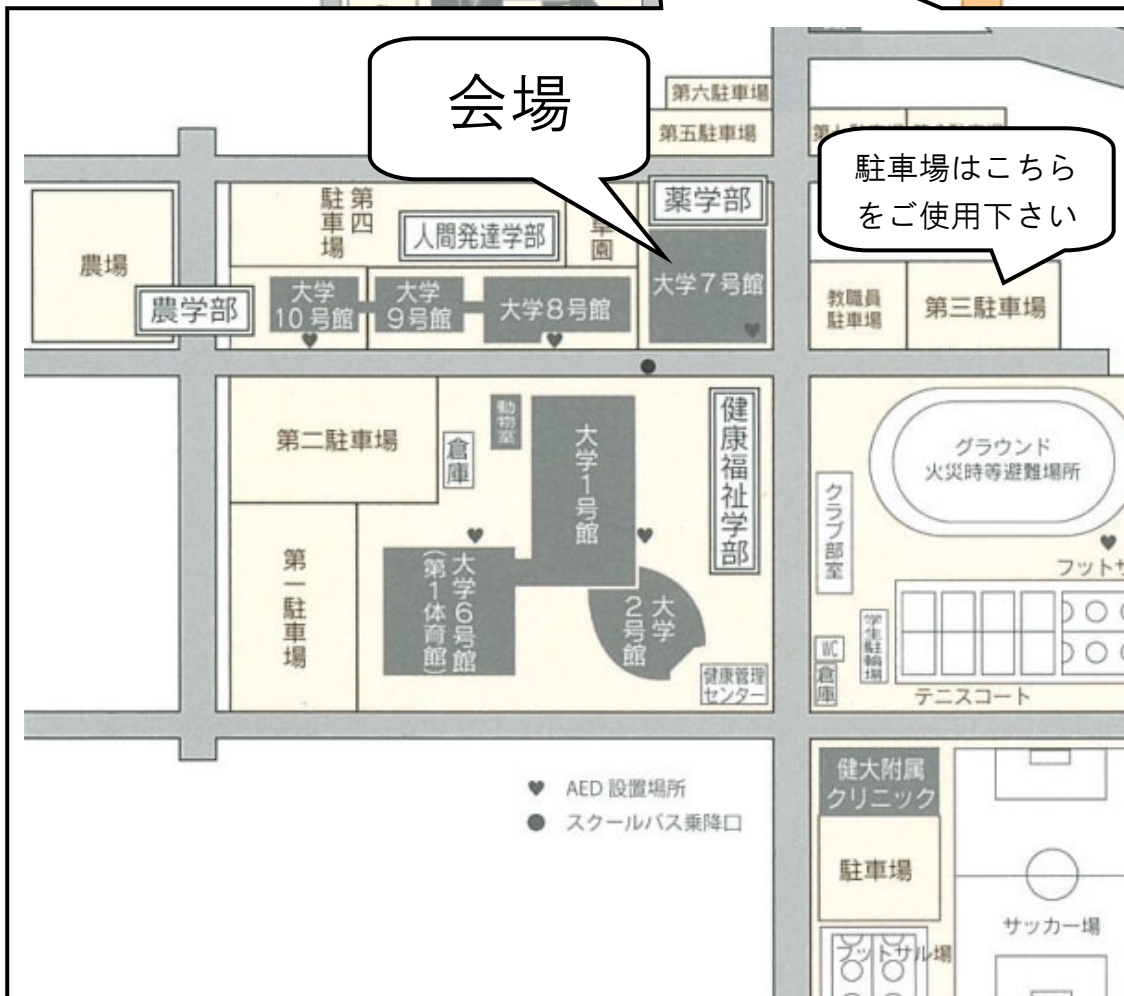 会場
第六駐車場
第五駐車場
駐車場はこちら
をご使用下さい
第四
駐車場
人間発達学部
薬学部
農場
農学部
大学
10号館
大学
9号館
大学8号館
大学7号館
教職員
駐車場
第三駐車場
第二駐車場
倉庫
動物室
大学1号館
健康福祉学部
グラウンド
火災時等避難場所
クラブ部室
第一駐車場
大学6号館
(第1体育館)
大学
2号館
健康管理
センター
フットサ
学生駐輪場
WC
倉庫
テニスコート
♥ AED 設置場所
● スクールバス乗降口
健大附属
クリニック
駐車場
サッカー場
フットサル場